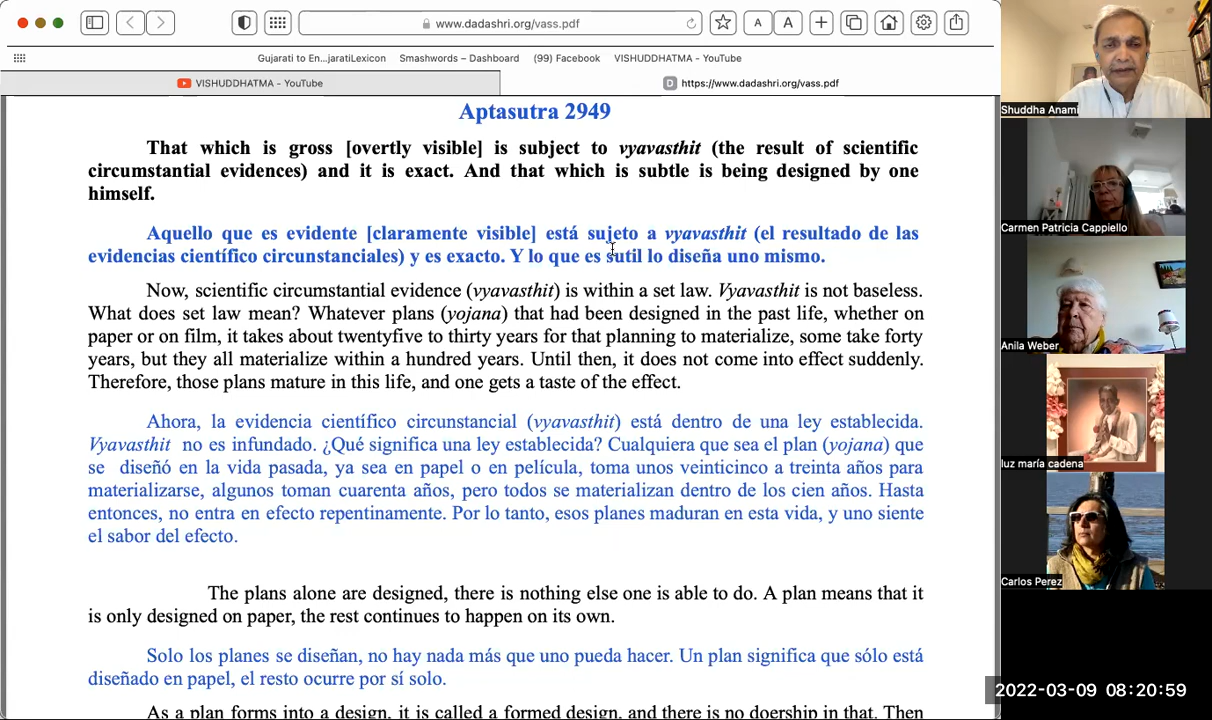 www.dadashri.org/vass.pdf
A A
Gujarati to En...jaratiLexicon Smashwords – Dashboard (99) Facebook VISHUDDHATMA - YouTube
VISHUDDHATMA - YouTube
D https://www.dadashri.org/vass.pdf
Aptasutra 2949
That which is gross [overtly visible] is subject to vyavasthit (the result of scientific
circumstantial evidences) and it is exact. And that which is subtle is being designed by one
himself.
Aquello que es evidente [claramente visible] está sujeto a vyavasthit (el resultado de las
evidencias científico circunstanciales) y es exacto. Y lo que es sutil lo diseña uno mismo.
Now, scientific circumstantial evidence (vyavasthit) is within a set law. Vyavasthit is not baseless.
What does set law mean? Whatever plans (yojana) that had been designed in the past life, whether on
paper or on film, it takes about twentyfive to thirty years for that planning to materialize, some take forty
years, but they all materialize within a hundred years. Until then, it does not come into effect suddenly.
Therefore, those plans mature in this life, and one gets a taste of the effect.
Ahora, la evidencia científico circunstancial (vyavasthit) está dentro de una ley establecida.
Vyavasthit no es infundado. ¿Qué significa una ley establecida? Cualquiera que sea el plan (yojana) que
se diseñó en la vida pasada, ya sea en papel o en película, toma unos veinticinco a treinta años para
materializarse, algunos toman cuarenta años, pero todos se materializan dentro de los cien años. Hasta
entonces, no entra en efecto repentinamente. Por lo tanto, esos planes maduran en esta vida, y uno siente
el sabor del efecto.
The plans alone are designed, there is nothing else one is able to do. A plan means that it
is only designed on paper, the rest continues to happen on its own.
Solo los planes se diseñan, no hay nada más que uno pueda hacer. Un plan significa que sólo está
diseñado en papel, el resto ocurre por sí solo.
As a plan forms into a design, it is called a formed design, and there is no doership in that. Then
Shuddha Anami
Carmen Patricia Cappiello
Anila Weber
luz maría cadena
Carlos Perez
2022-03-09 08:20:59